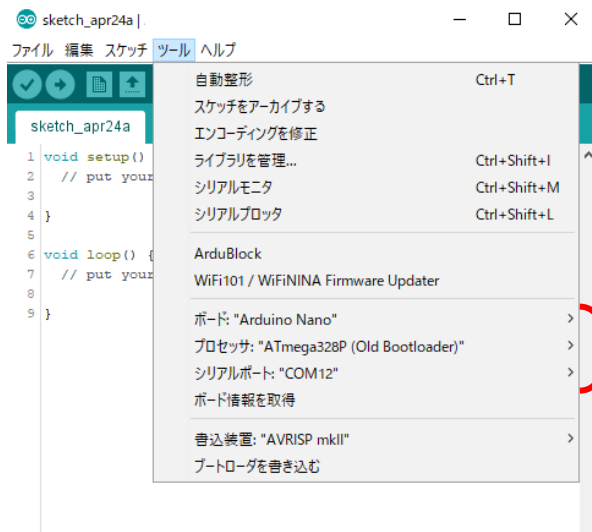 sketch_apr24a |
ファイル 編集 スケッチ ツール ヘルプ
sketch_apr24a
1 void setup()
2 // put your
3
4 }
5
6 void loop() {
7 // put your
8
9 }
自動整形 Ctrl+T
スケッチをアーカイブする
エンコーディングを修正
ライブラリを管理... Ctrl+Shift+I
シリアルモニタ Ctrl+Shift+M
シリアルプロッタ Ctrl+Shift+L
ArduBlock
WiFi101 / WiFiNINA Firmware Updater
ボード: "Arduino Nano"
プロセッサ: "ATmega328P (Old Bootloader)"
シリアルポート: "COM12"
ボード情報を取得
書込装置: "AVRISP mkII"
ブートローダを書き込む